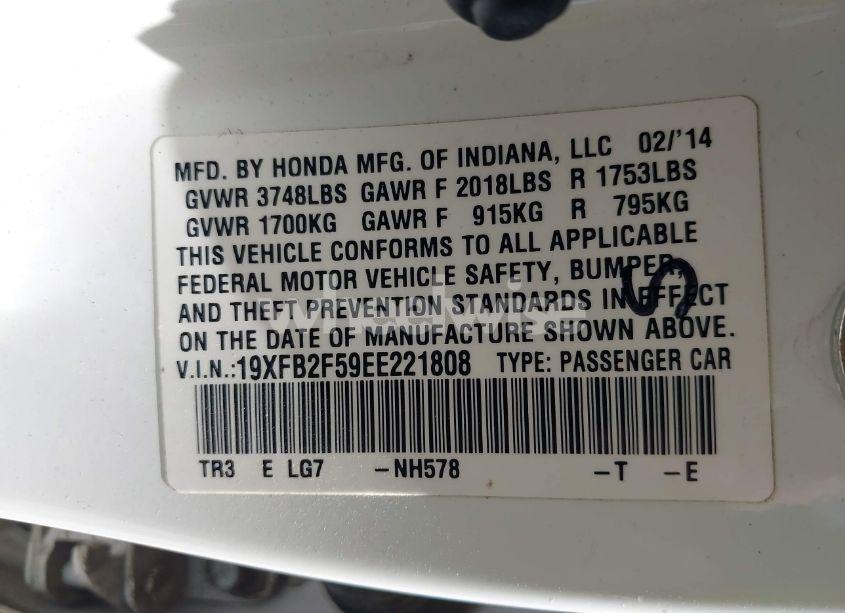 MFD. BY HONDA MFG. OF INDIANA, LLC 02/'14
GVWR 3748LBS GAWR F 2018LBS R 1753LBS
GVWR 1700KG GAWR F 915KG R 795KG
THIS VEHICLE CONFORMS TO ALL APPLICABLE
FEDERAL MOTOR VEHICLE SAFETY, BUMPER,
AND THEFT PREVENTION STANDARDS IN EFFECT
ON THE DATE OF MANUFACTURE SHOWN ABOVE.
V.I.N.:19XFB2F59EE221808 TYPE: PASSENGER CAR
TR3 E LG7 -NH578 -T -E
S